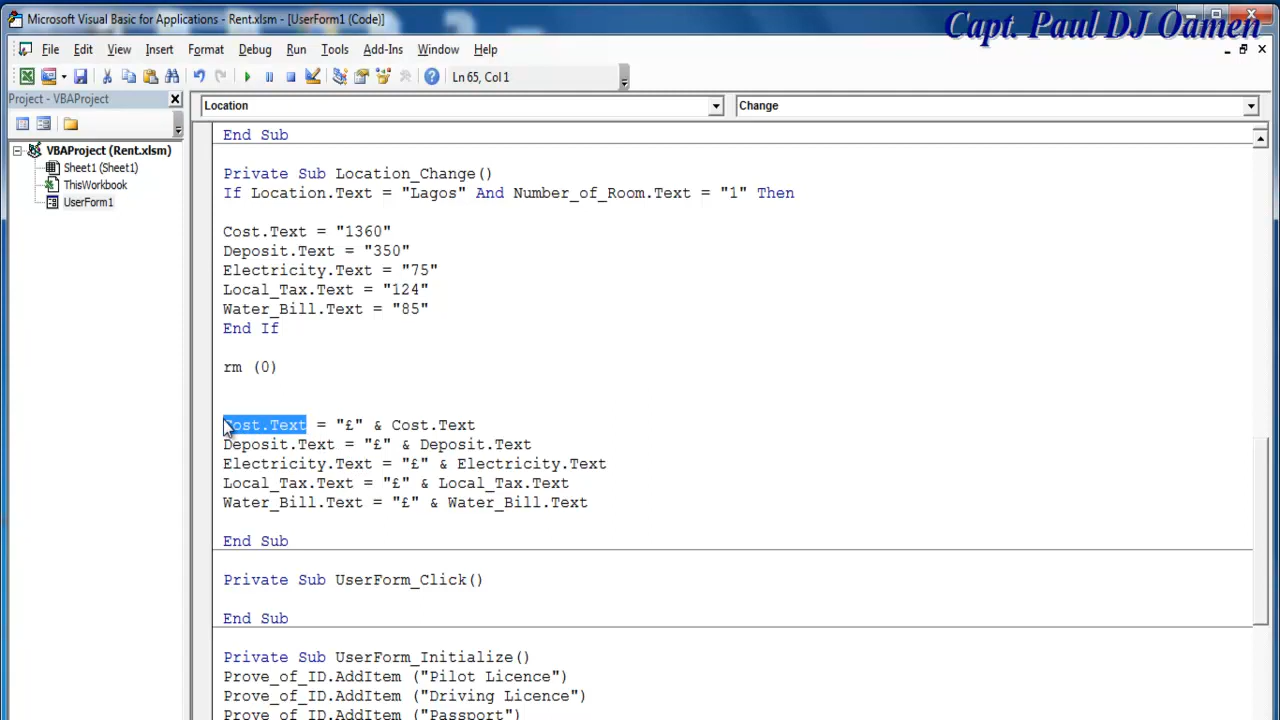 Microsoft Visual Basic for Applications - Rent.xlsm - [UserForm1 (Code)]
Capt. Paul DJ Oamen
File Edit View Insert Format Debug Run Tools Add-Ins Window Help
Ln 65, Col 1
Project - VBAProject
Location
Change
VBAProject (Rent.xlsm)
Sheet1 (Sheet1)
ThisWorkbook
UserForm1
End Sub
Private Sub Location_Change()
If Location.Text = "Lagos" And Number_of_Room.Text = "1" Then
Cost.Text = "1360"
Deposit.Text = "350"
Electricity.Text = "75"
Local_Tax.Text = "124"
Water_Bill.Text = "85"
End If
rm (0)
Cost.Text = "£" & Cost.Text
Deposit.Text = "£" & Deposit.Text
Electricity.Text = "£" & Electricity.Text
Local_Tax.Text = "£" & Local_Tax.Text
Water_Bill.Text = "£" & Water_Bill.Text
End Sub
Private Sub UserForm_Click()
End Sub
Private Sub UserForm_Initialize()
Prove_of_ID.AddItem ("Pilot Licence")
Prove_of_ID.AddItem ("Driving Licence")
Prove_of_ID.AddItem ("Passport")